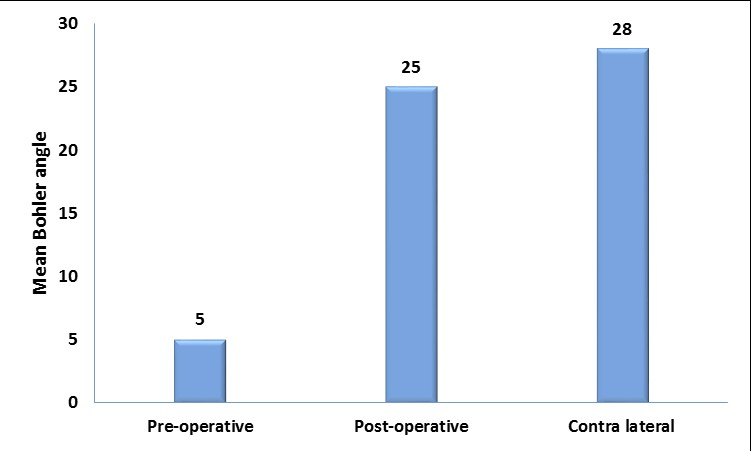 Mean Bohler angle
30
25
20
15
10
5
0
5
25
28
Pre-operative
Post-operative
Contra lateral